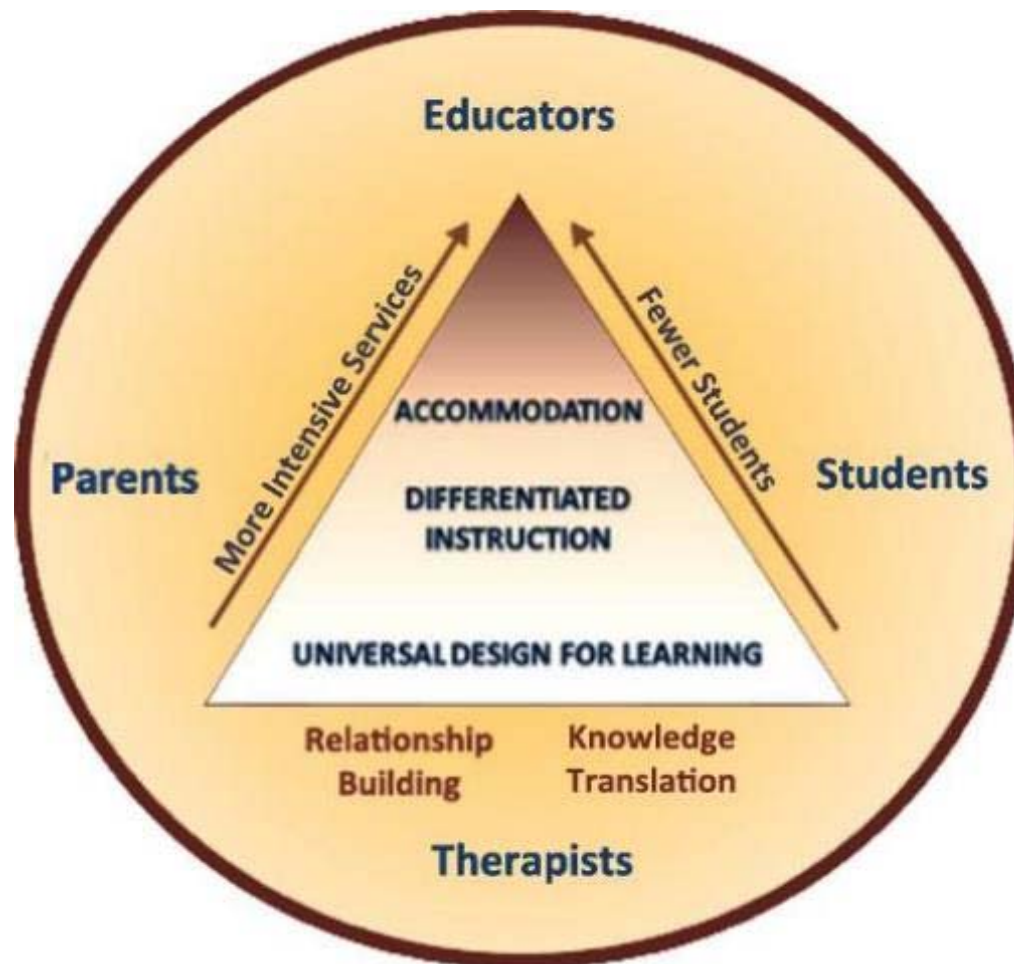 Educators
More Intensive Services
Fewer Students
ACCOMMODATION
Parents
DIFFERENTIATED
INSTRUCTION
Students
UNIVERSAL DESIGN FOR LEARNING
Relationship
Building
Knowledge
Translation
Therapists